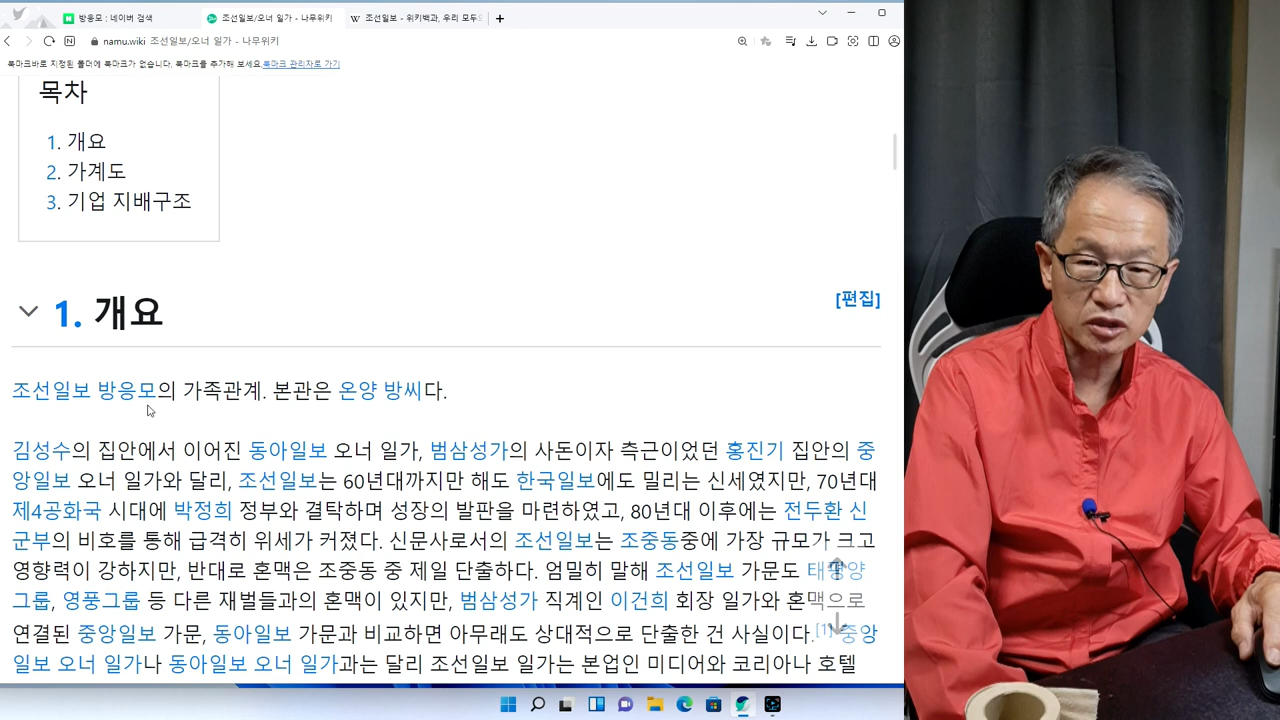 방응모 : 네이버 검색
조선일보/오너 일가 - 나무위키
조선일보 - 위키백과, 우리 모두의
namu.wiki 조선일보/오너 일가 - 나무위키
북마크바로 지정된 폴더에 북마크가 없습니다. 북마크를 추가해 보세요.북마크 관리자로 가기
목차
1. 개요
2. 가계도
3. 기업 지배구조
1. 개요
[편집]
조선일보 방응모의 가족관계. 본관은 온양 방씨다.
김성수의 집안에서 이어진 동아일보 오너 일가, 범삼성가의 사돈이자 측근이었던 홍진기 집안의 중
앙일보 오너 일가와 달리, 조선일보는 60년대까지만 해도 한국일보에도 밀리는 신세였지만, 70년대
제4공화국 시대에 박정희 정부와 결탁하며 성장의 발판을 마련하였고, 80년대 이후에는 전두환 신
군부의 비호를 통해 급격히 위세가 커졌다. 신문사로서의 조선일보는 조중동중에 가장 규모가 크고
영향력이 강하지만, 반대로 혼맥은 조중동 중 제일 단출하다. 엄밀히 말해 조선일보 가문도 태평양
그룹, 영풍그룹 등 다른 재벌들과의 혼맥이 있지만, 범삼성가 직계인 이건희 회장 일가와 혼맥으로
연결된 중앙일보 가문, 동아일보 가문과 비교하면 아무래도 상대적으로 단출한 건 사실이다.[1] 중앙
일보 오너 일가나 동아일보 오너 일가과는 달리 조선일보 일가는 본업인 미디어와 코리아나 호텔